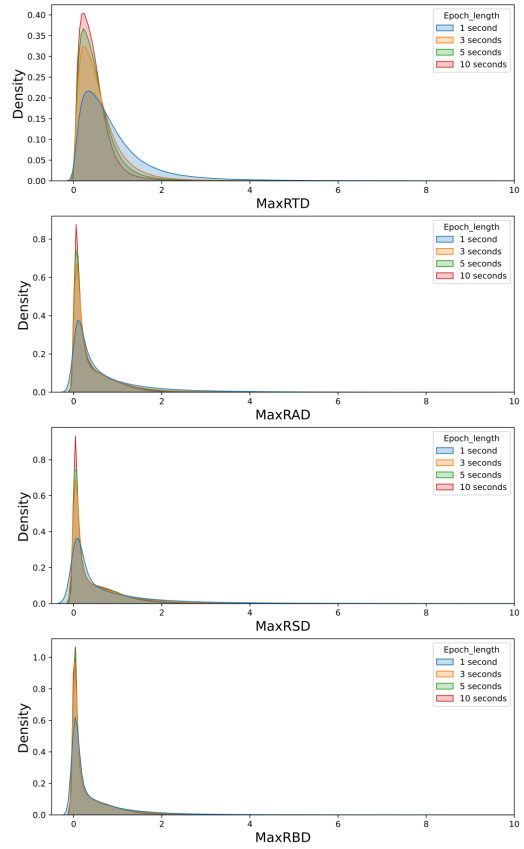 0.40
0.35
0.30
0.25
0.20
0.15
0.10
0.05
0.00
Density
0 2 4 6 8 10
MaxRTD
Epoch_length
1 second
3 seconds
5 seconds
10 seconds
0.8
0.6
0.4
0.2
0.0
Density
0 2 4 6 8 10
MaxRAD
Epoch_length
1 second
3 seconds
5 seconds
10 seconds
0.8
0.6
0.4
0.2
0.0
Density
0 2 4 6 8 10
MaxRSD
Epoch_length
1 second
3 seconds
5 seconds
10 seconds
1.0
0.8
0.6
0.4
0.2
0.0
Density
0 2 4 6 8 10
MaxRBD
Epoch_length
1 second
3 seconds
5 seconds
10 seconds